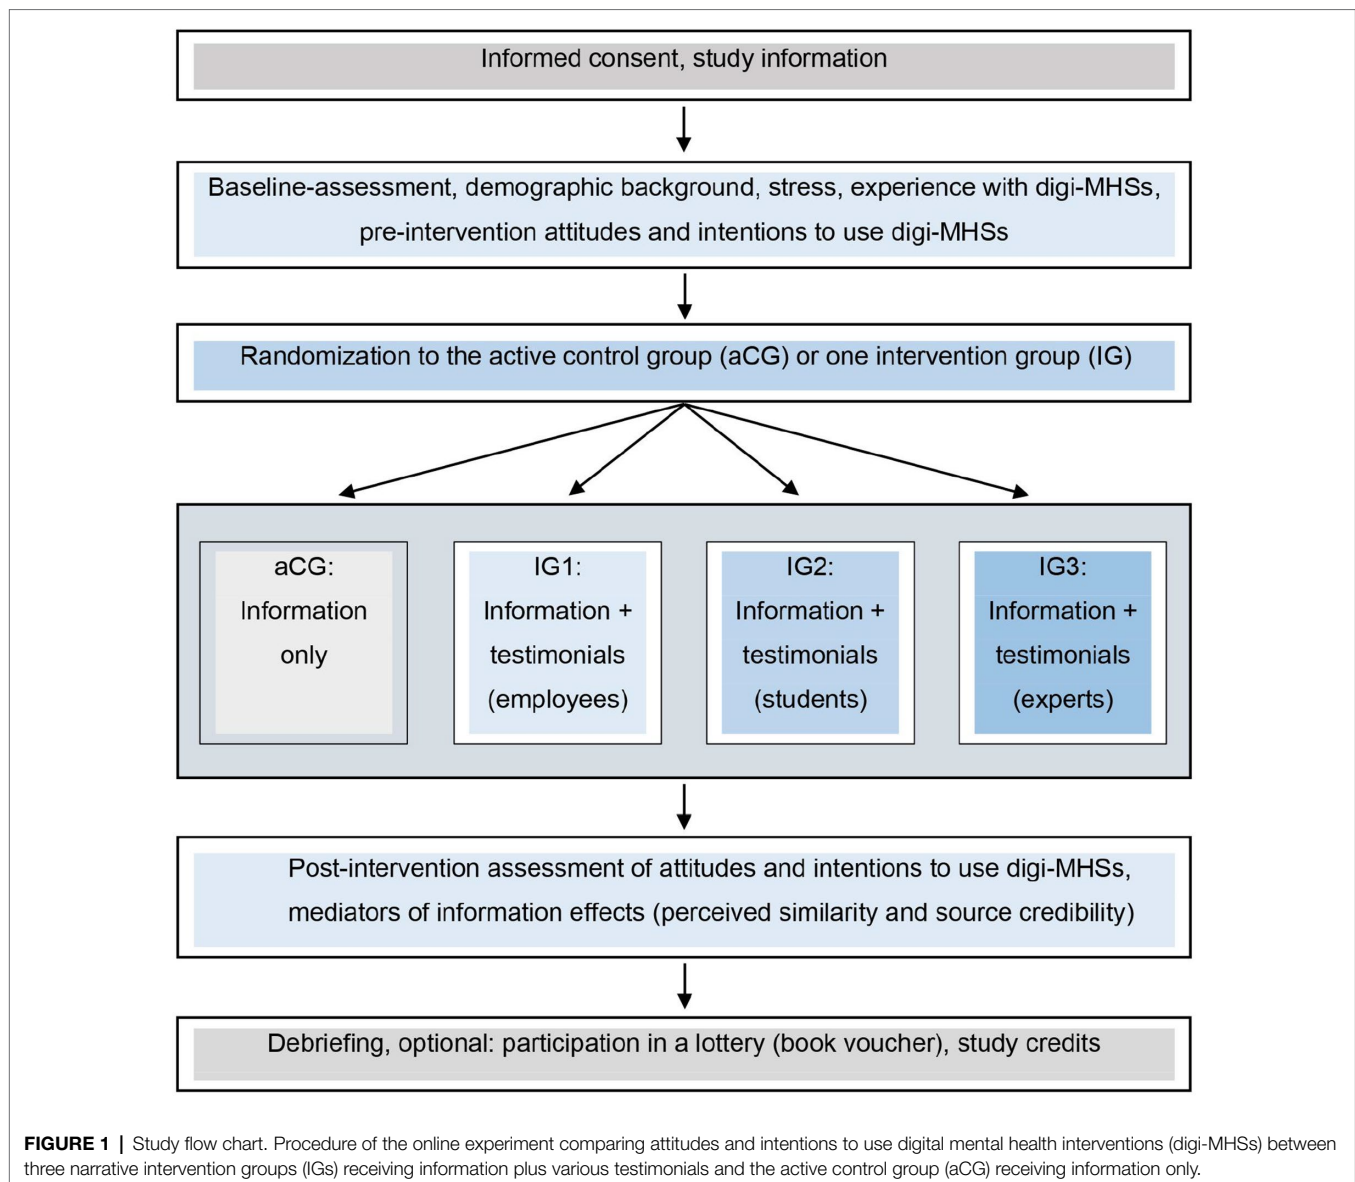 Informed consent, study information
Baseline-assessment, demographic background, stress, experience with digi-MHSs,
pre-intervention attitudes and intentions to use digi-MHSs
Randomization to the active control group (aCG) or one intervention group (IG)
aCG:
Information
only
IG1:
Information +
testimonials
(employees)
IG2:
Information +
testimonials
(students)
IG3:
Information +
testimonials
(experts)
Post-intervention assessment of attitudes and intentions to use digi-MHSs,
mediators of information effects (perceived similarity and source credibility)
Debriefing, optional: participation in a lottery (book voucher), study credits
FIGURE 1 | Study flow chart. Procedure of the online experiment comparing attitudes and intentions to use digital mental health interventions (digi-MHSs) between
three narrative intervention groups (IGs) receiving information plus various testimonials and the active control group (aCG) receiving information only.